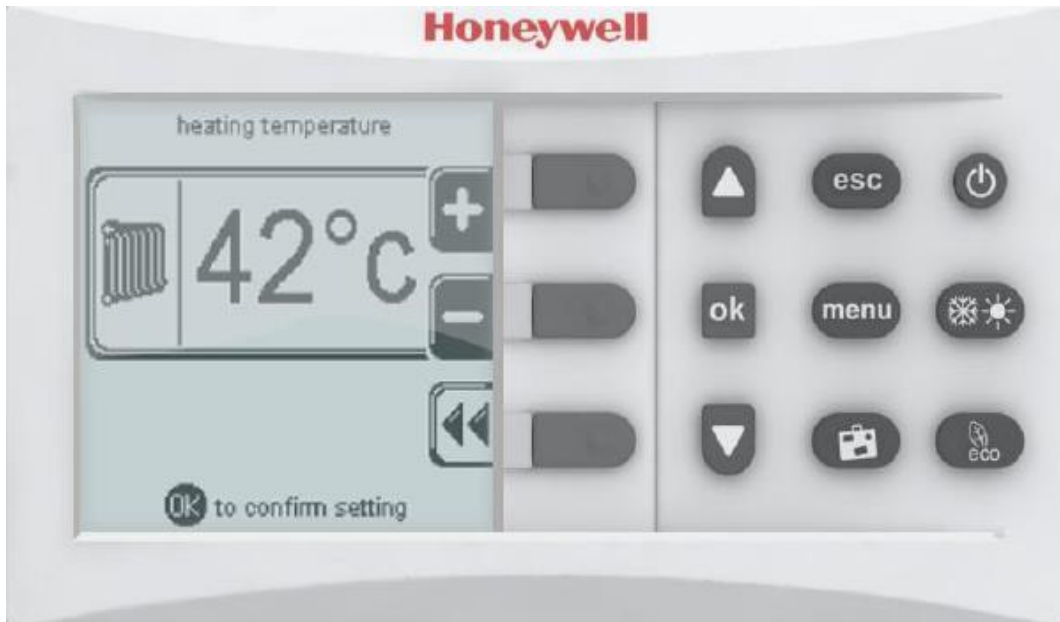 Honeywell
heating temperature
42°c
OK to confirm setting
esc
ok
menu
eco